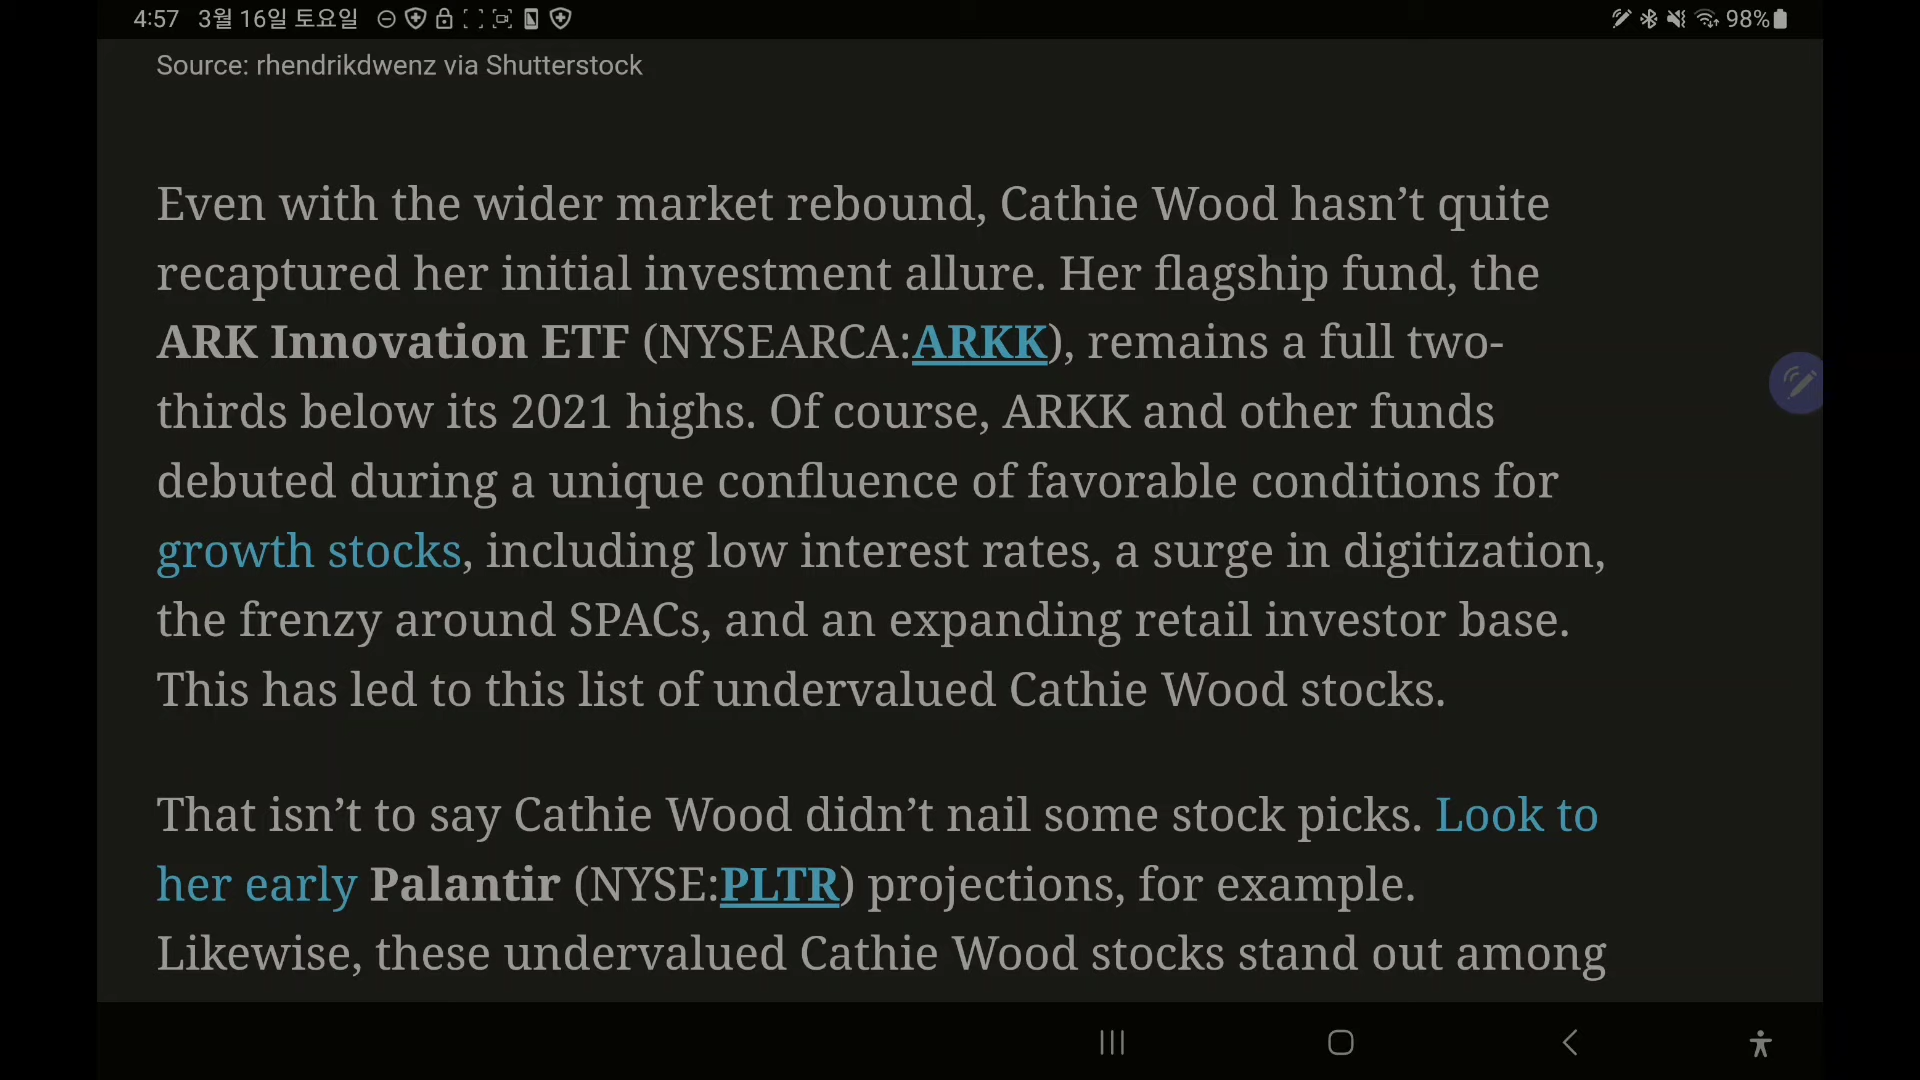 4:57 3월 16일 토요일
98%
Source: rhendrikdwenz via Shutterstock
Even with the wider market rebound, Cathie Wood hasn’t quite
recaptured her initial investment allure. Her flagship fund, the
ARK Innovation ETF (NYSEARCA:ARKK), remains a full two-
thirds below its 2021 highs. Of course, ARKK and other funds
debuted during a unique confluence of favorable conditions for
growth stocks, including low interest rates, a surge in digitization,
the frenzy around SPACs, and an expanding retail investor base.
This has led to this list of undervalued Cathie Wood stocks.
That isn’t to say Cathie Wood didn’t nail some stock picks. Look to
her early Palantir (NYSE:PLTR) projections, for example.
Likewise, these undervalued Cathie Wood stocks stand out among